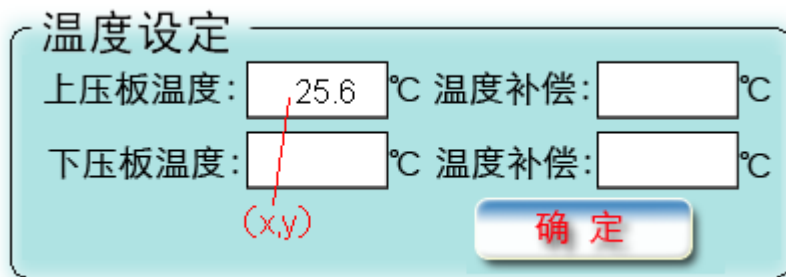 温度设定
上压板温度: 25.6 ℃ 温度补偿: ℃
下压板温度: ℃ 温度补偿: ℃
(x,y)
确 定